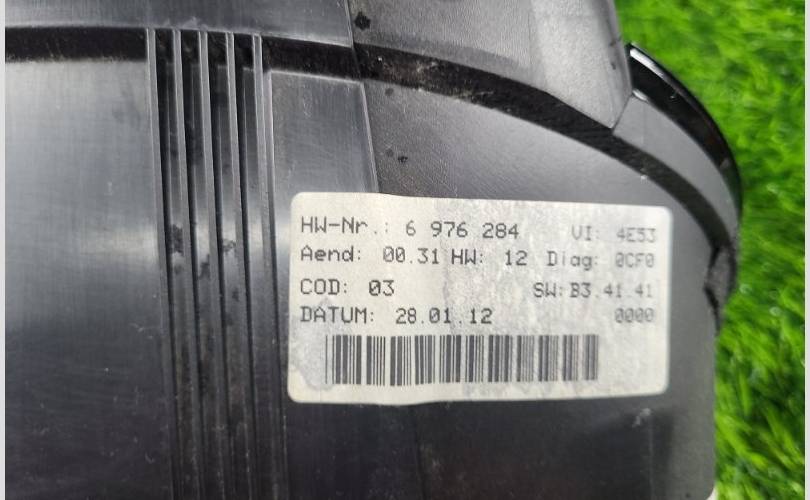 HW-Nr.: 6 976 284 VI: 4E53
Aend: 00.31 HW: 12 Diag: 0CF0
COD: 03 SW:B3.41.41
DATUM: 28.01.12 0000